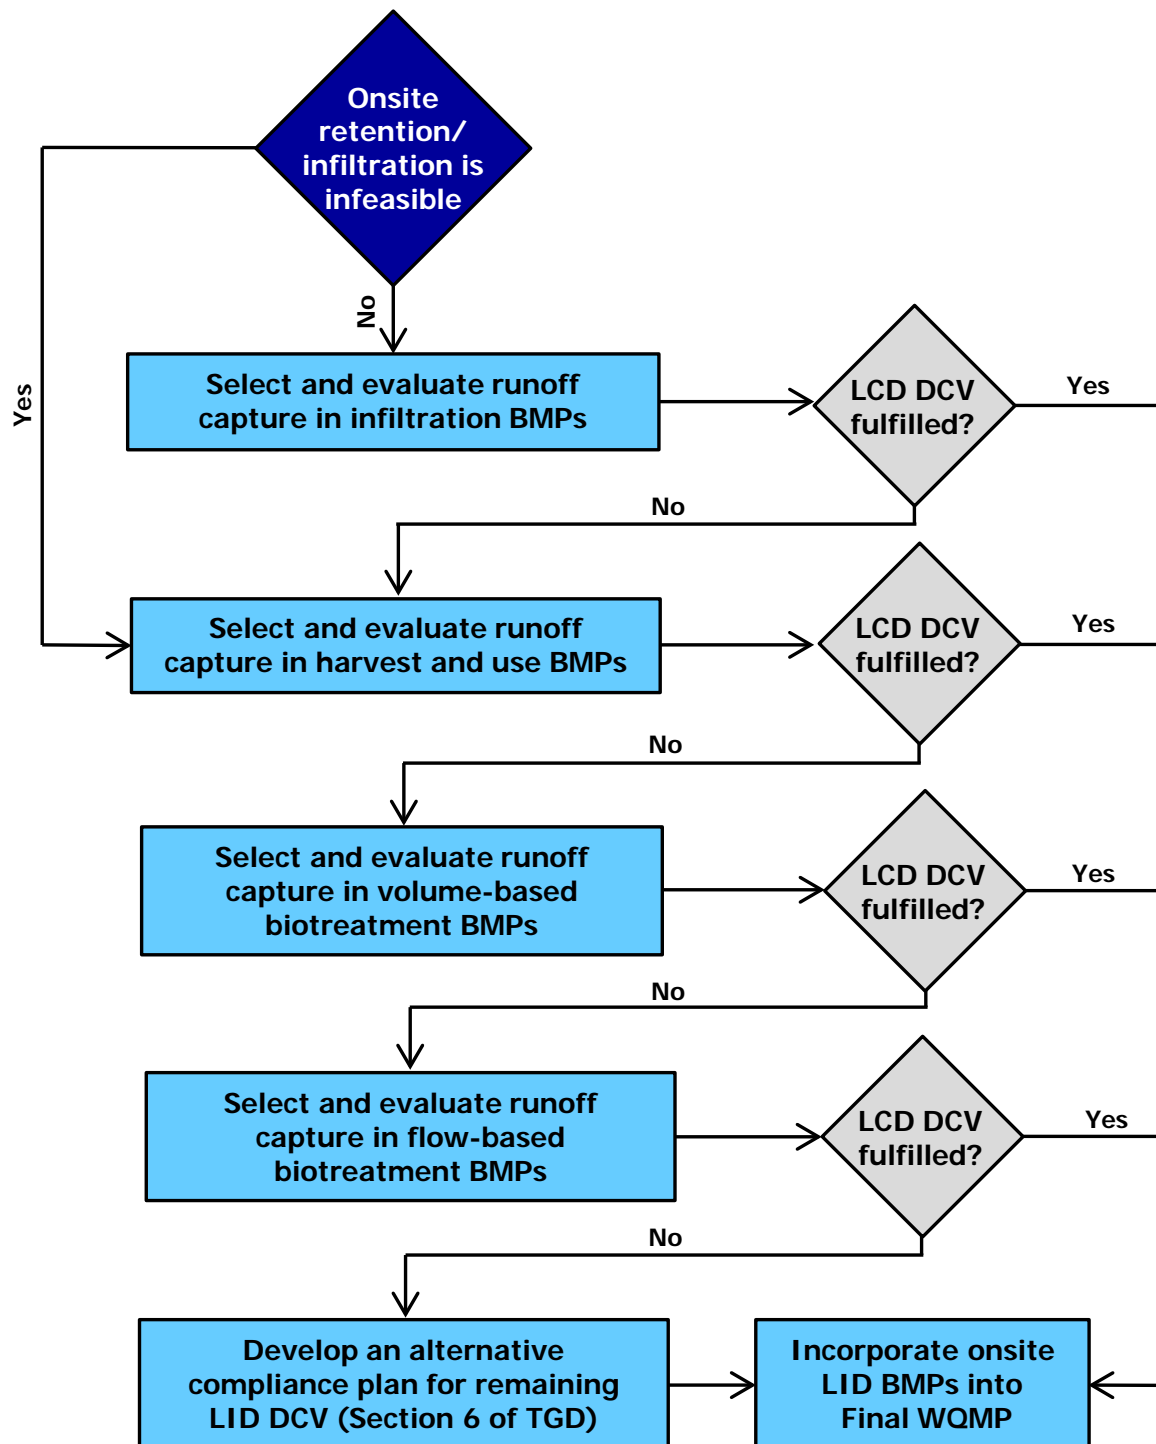 Onsite
retention/
infiltration is
infeasible
No
Yes
Select and evaluate runoff
capture in infiltration BMPs
LCD DCV
fulfilled?
Yes
No
Select and evaluate runoff
capture in harvest and use BMPs
LCD DCV
fulfilled?
Yes
No
Select and evaluate runoff
capture in volume-based
biotreatment BMPs
LCD DCV
fulfilled?
Yes
No
Select and evaluate runoff
capture in flow-based
biotreatment BMPs
LCD DCV
fulfilled?
Yes
No
Develop an alternative
compliance plan for remaining
LID DCV (Section 6 of TGD)
Incorporate onsite
LID BMPs into
Final WQMP